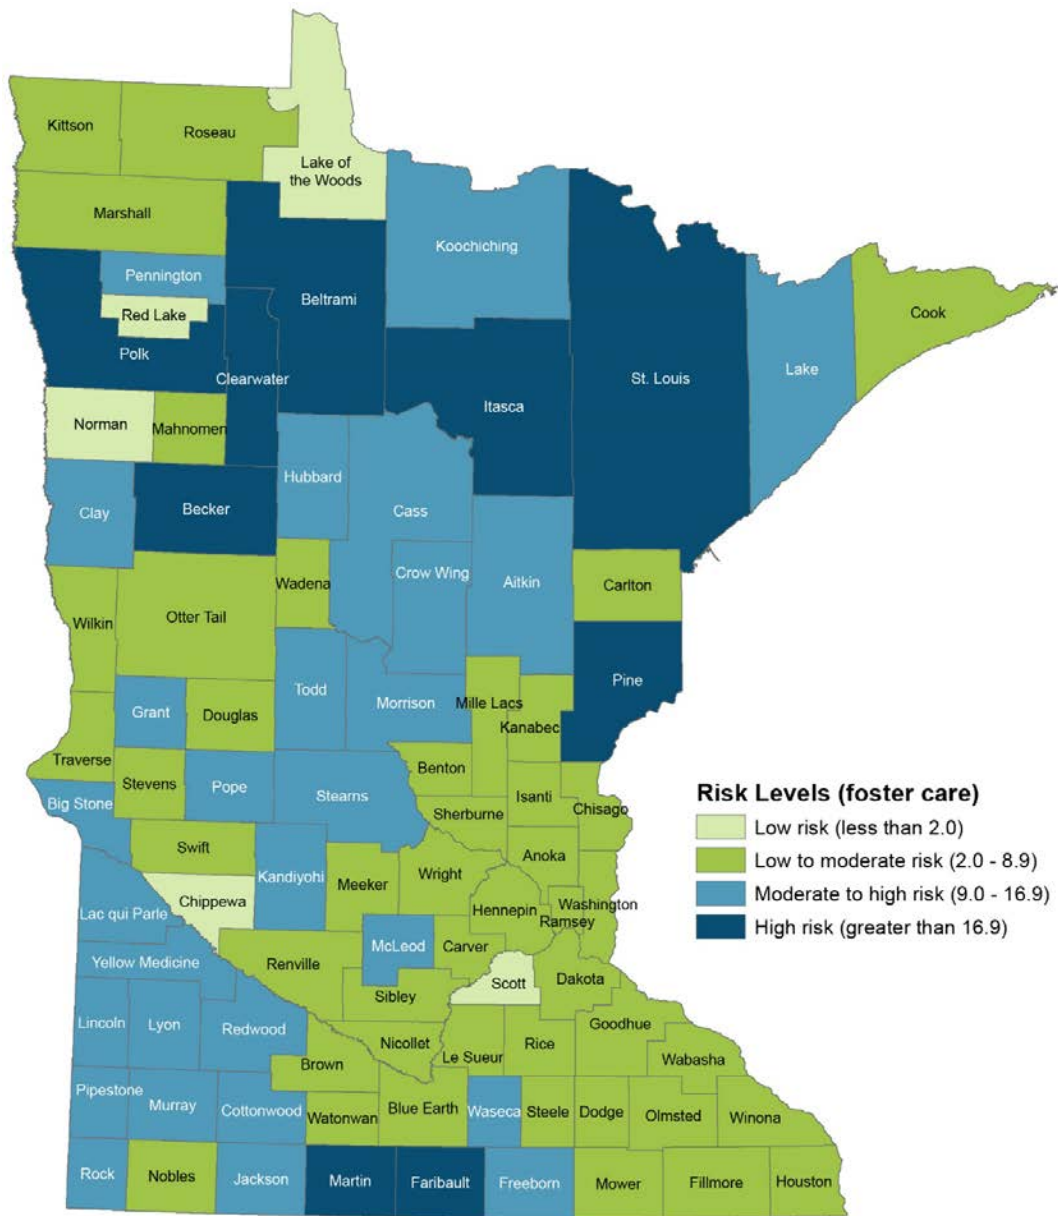 Kittson
Roseau
Lake of
the Woods
Marshall
Koochiching
Pennington
Beltrami
Red Lake
Cook
Polk
Lake
Clearwater
St. Louis
Itasca
Norman
Mahnomen
Hubbard
Clay
Becker
Cass
Crow Wing
Aitkin
Wadena
Carlton
Otter Tail
Wilkin
Pine
Todd
Morrison
Mille Lacs
Grant
Douglas
Kanabec
Traverse
Benton
Stevens
Pope
Big Stone
Stearns
Isanti
Chisago
Sherburne
Swift
Anoka
Kandiyohi
Meeker
Wright
Chippewa
Washington
Lac qui Parle
Hennepin
Ramsey
McLeod
Carver
Yellow Medicine
Renville
Scott
Dakota
Sibley
Lincoln
Lyon
Redwood
Goodhue
Nicollet
Rice
Le Sueur
Brown
Wabasha
Pipestone
Murray
Cottonwood
Watonwan
Blue Earth
Waseca
Steele
Dodge
Olmsted
Winona
Rock
Nobles
Jackson
Martin
Faribault
Freeborn
Mower
Fillmore
Houston
Risk Levels (foster care)
Low risk (less than 2.0)
Low to moderate risk (2.0 - 8.9)
Moderate to high risk (9.0 - 16.9)
High risk (greater than 16.9)